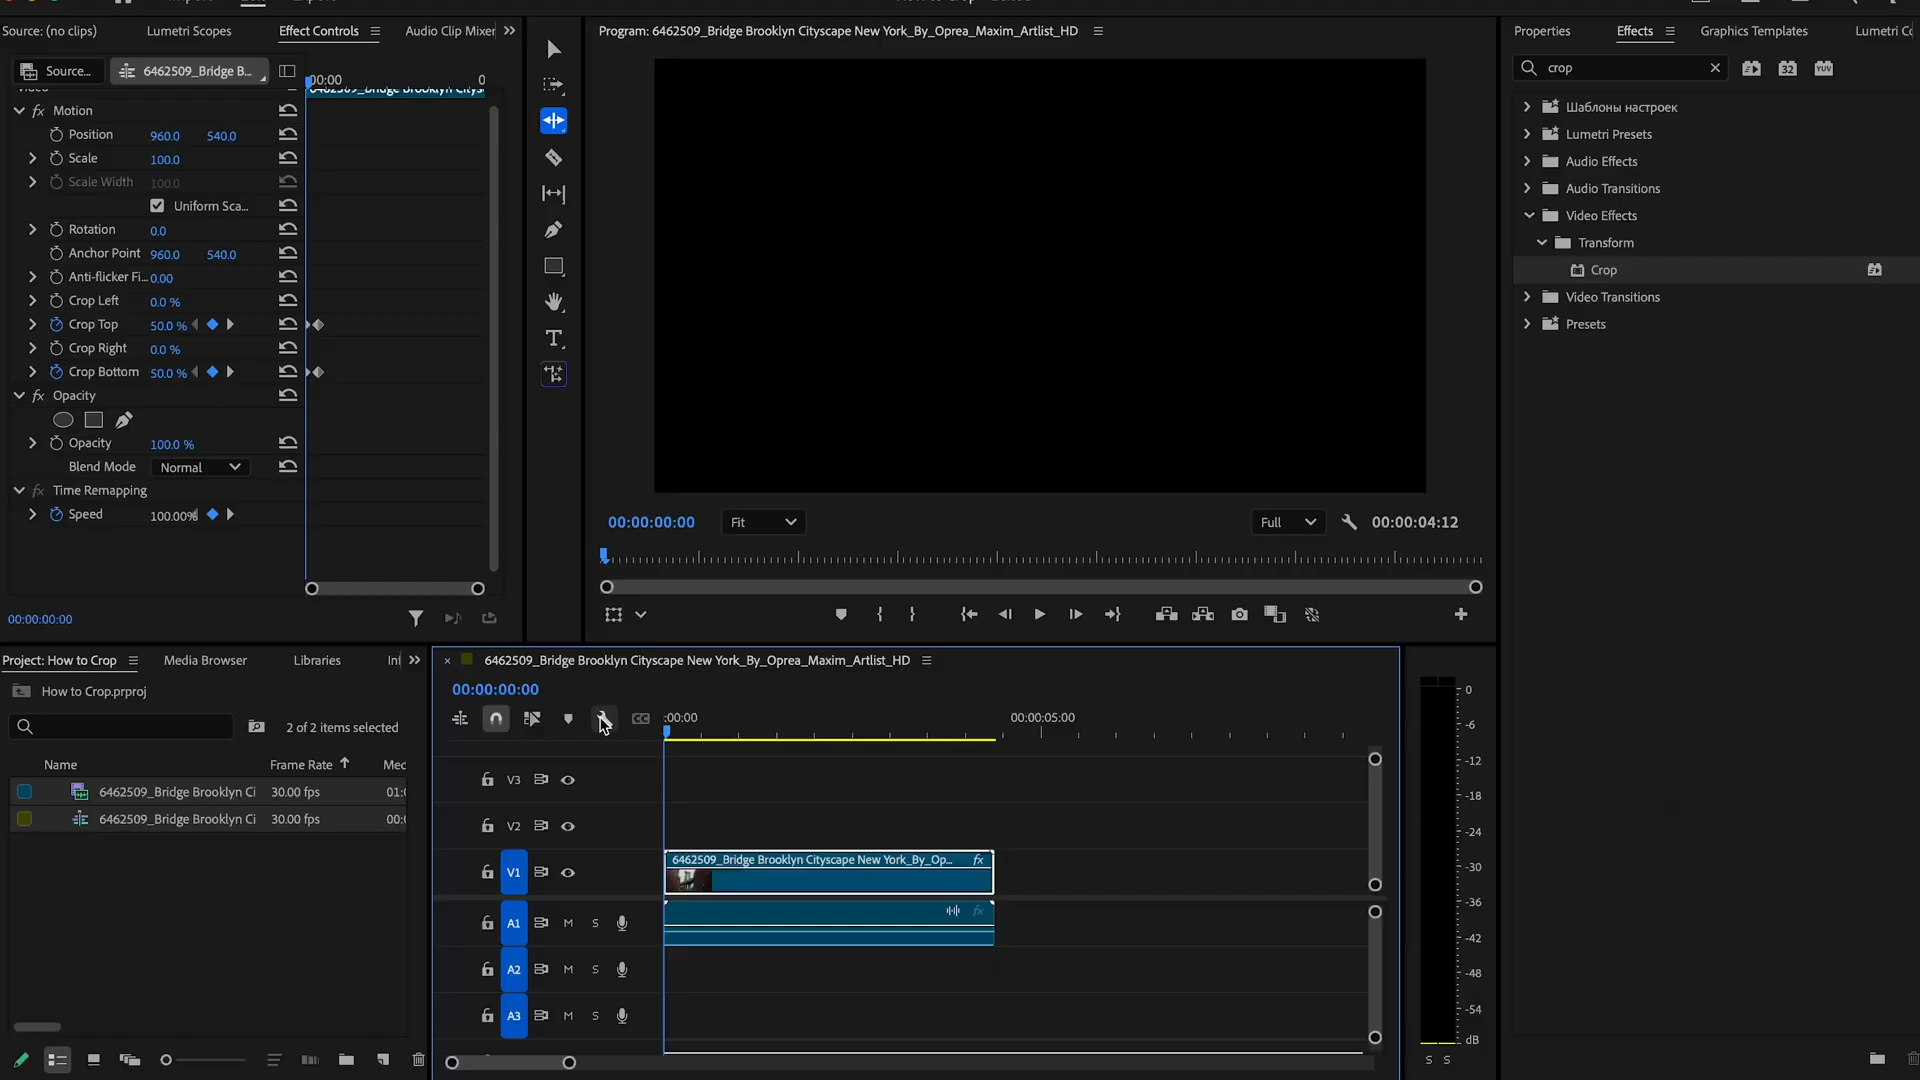 Source: (no clips)
Lumetri Scopes
Effect Controls
Audio Clip Mixer
Source...
6462509_Bridge B...
:00:00
0
Motion
Position 960.0 540.0
Scale 100.0
Scale Width 100.0
Uniform Sca...
Rotation 0.0
Anchor Point 960.0 540.0
Anti-flicker Fi... 0.00
Crop Left 0.0 %
Crop Top 50.0 %
Crop Right 0.0 %
Crop Bottom 50.0 %
Opacity
Opacity 100.0 %
Blend Mode Normal
Time Remapping
Speed 100.00%
00:00:00:00
Program: 6462509_Bridge Brooklyn Cityscape New York_By_Oprea_Maxim_Artlist_HD
00:00:00:00
Fit
Full
00:00:04:12
Properties
Effects
Graphics Templates
Lumetri Cc
crop
32
YUV
Шаблоны настроек
Lumetri Presets
Audio Effects
Audio Transitions
Video Effects
Transform
Crop
Video Transitions
Presets
Project: How to Crop
Media Browser
Libraries
Inf
How to Crop.prproj
2 of 2 items selected
Name
Frame Rate
Med
6462509_Bridge Brooklyn Ci 30.00 fps 01:0
6462509_Bridge Brooklyn Ci 30.00 fps 00:0
6462509_Bridge Brooklyn Cityscape New York_By_Oprea_Maxim_Artlist_HD
00:00:00:00
CC
:00:00
00:00:05:00
V3
V2
V1
6462509_Bridge Brooklyn Cityscape New York_By_Op...
fx
A1 M S
fx
A2 M S
A3 M S
0
-6
-12
-18
-24
-30
-36
-42
-48
-54
dB
S S